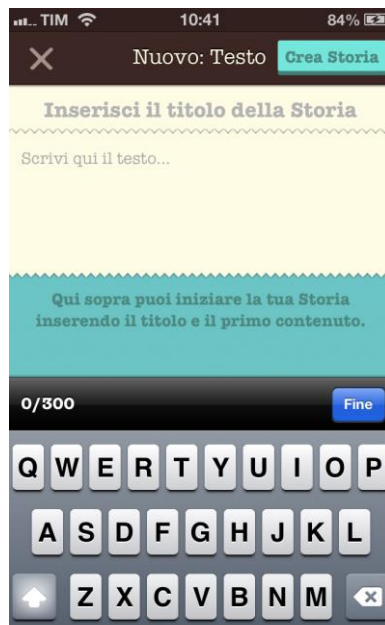 TIM 10:41 84%
Nuovo: Testo Crea Storia
Inserisci il titolo della Storia
Scrivi qui il testo...
Qui sopra puoi iniziare la tua Storia
inserendo il titolo e il primo contenuto.
0/300 Fine
Q W E R T Y U I O P
A S D F G H J K L
Z X C V B N M